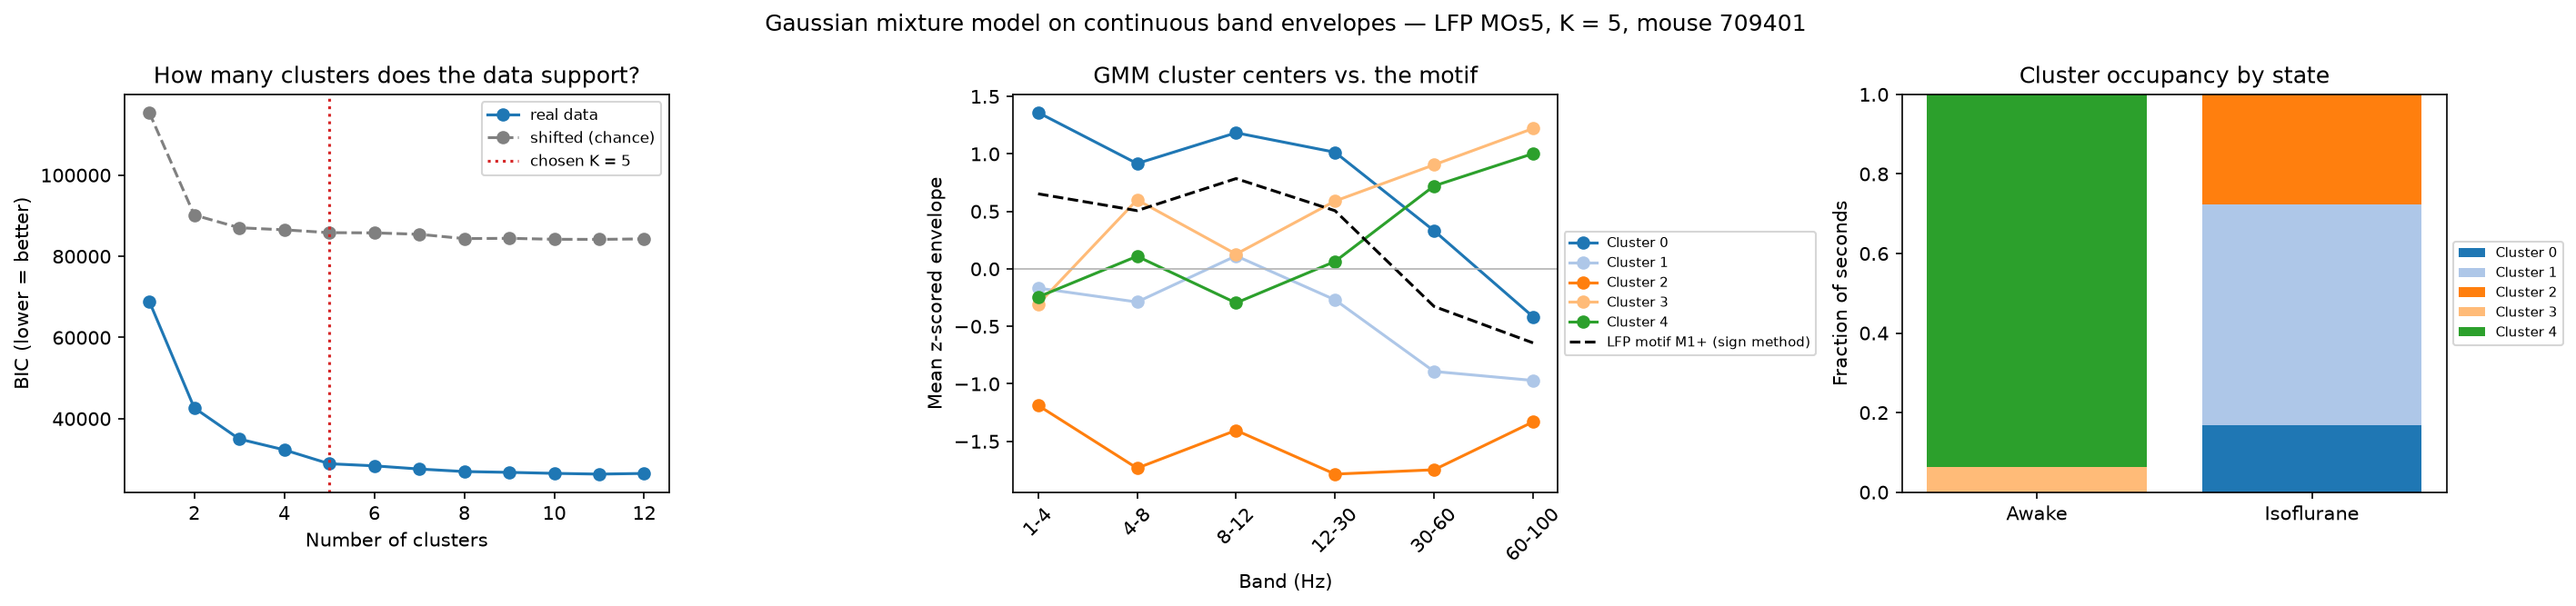 Gaussian mixture model on continuous band envelopes — LFP MOs5, K = 5, mouse 709401
How many clusters does the data support?
BIC (lower = better)
100000
80000
60000
40000
2 4 6 8 10 12
Number of clusters
real data
shifted (chance)
chosen K = 5
GMM cluster centers vs. the motif
Mean z-scored envelope
1.5
1.0
0.5
0.0
−0.5
−1.0
−1.5
1-4 4-8 8-12 12-30 30-60 60-100
Band (Hz)
Cluster 0
Cluster 1
Cluster 2
Cluster 3
Cluster 4
LFP motif M1+ (sign method)
Cluster occupancy by state
Fraction of seconds
1.0
0.8
0.6
0.4
0.2
0.0
Awake Isoflurane
Cluster 0
Cluster 1
Cluster 2
Cluster 3
Cluster 4